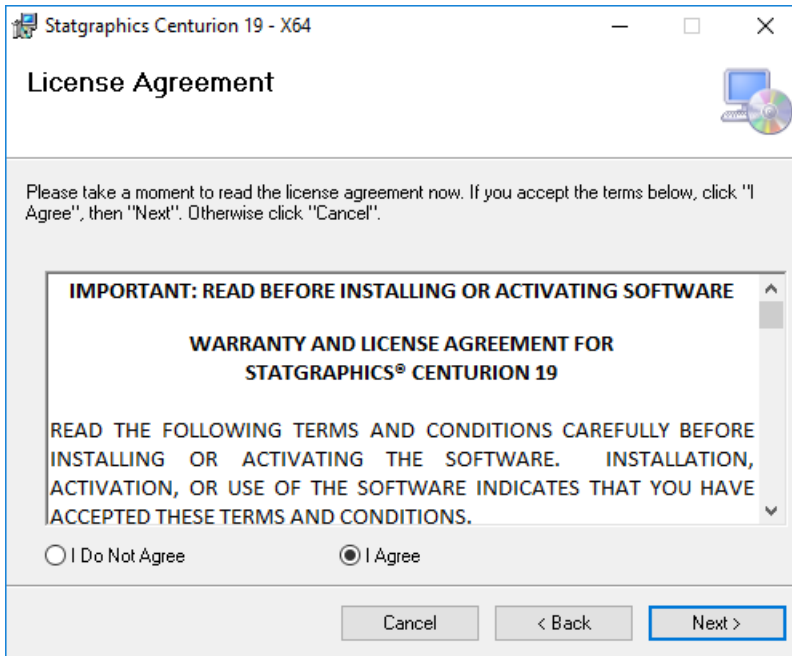 Statgraphics Centurion 19 - X64
License Agreement
Please take a moment to read the license agreement now. If you accept the terms below, click "I
Agree", then "Next". Otherwise click "Cancel".
IMPORTANT: READ BEFORE INSTALLING OR ACTIVATING SOFTWARE
WARRANTY AND LICENSE AGREEMENT FOR
STATGRAPHICS® CENTURION 19
READ THE FOLLOWING TERMS AND CONDITIONS CAREFULLY BEFORE
INSTALLING OR ACTIVATING THE SOFTWARE. INSTALLATION,
ACTIVATION, OR USE OF THE SOFTWARE INDICATES THAT YOU HAVE
ACCEPTED THESE TERMS AND CONDITIONS.
I Do Not Agree I Agree
Cancel < Back Next >